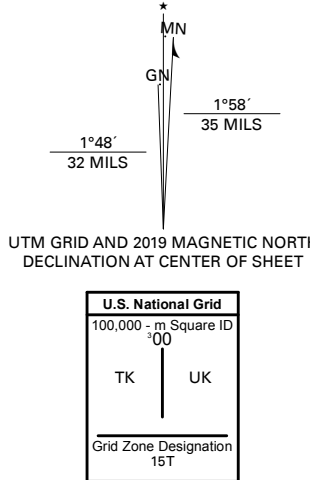 MN
GN
1°58´
35 MILS
1°48´
32 MILS
UTM GRID AND 2019 MAGNETIC NORTH
DECLINATION AT CENTER OF SHEET
U.S. National Grid
100,000 - m Square ID
³00
TK UK
Grid Zone Designation
15T